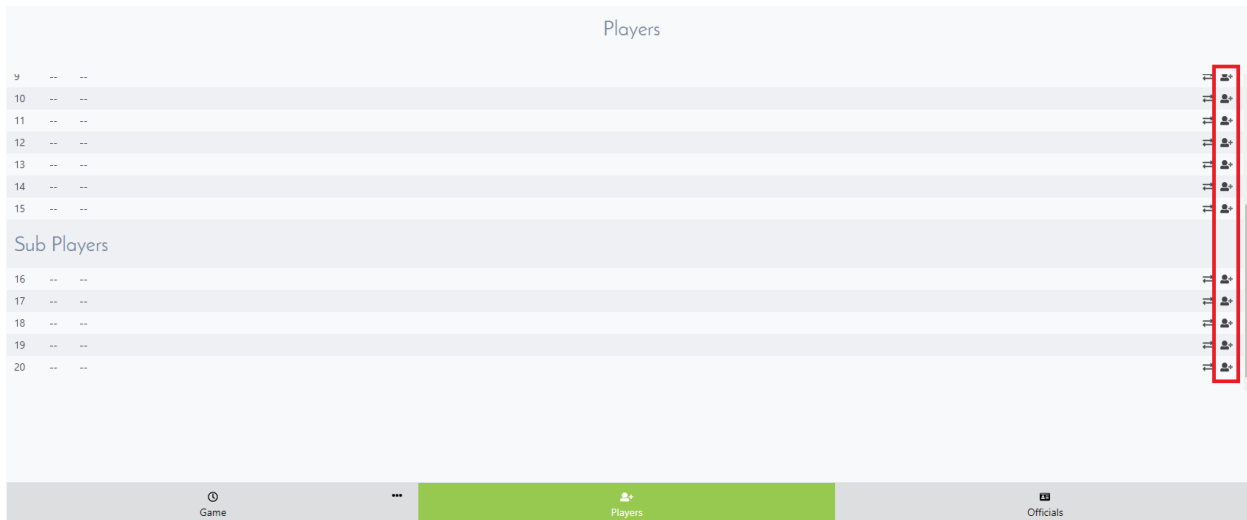 Players
9 -- --
10 -- --
11 -- --
12 -- --
13 -- --
14 -- --
15 -- --
Sub Players
16 -- --
17 -- --
18 -- --
19 -- --
20 -- --
Game
Players
Officials